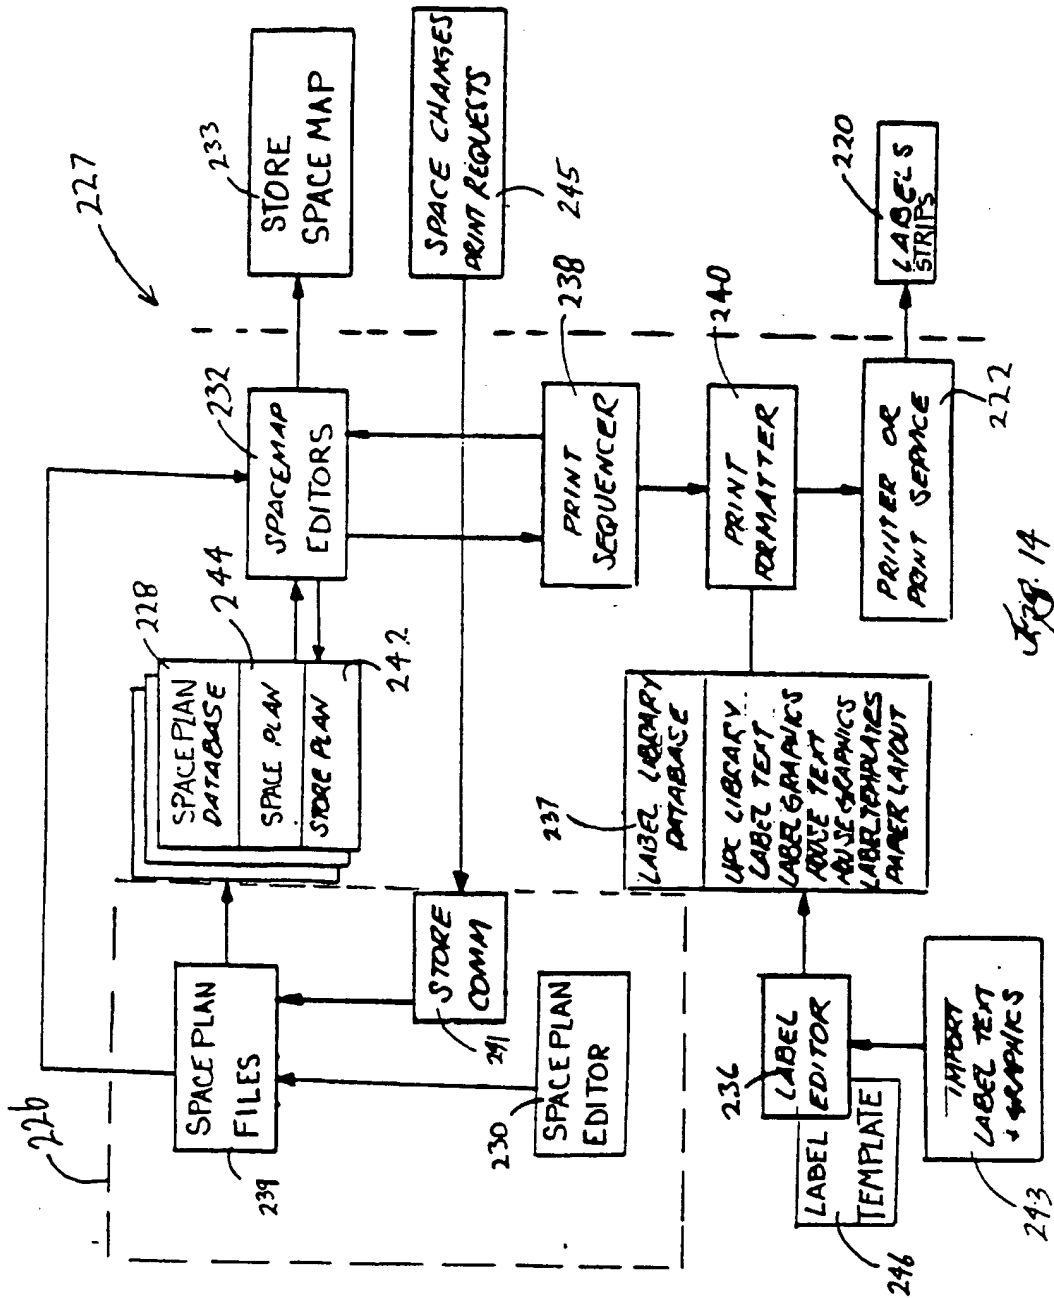 227
233
STORE
SPACE MAP
SPACE CHANGES
PRINT REQUESTS
245
220
LABELS
STRIPS
232
SPACEMAP
EDITORS
238
PRINT
SEQUENCER
240
PRINT
FORMATTER
PRINTER OR
PRINT SERVICE
222
228
244
242
SPACE PLAN
DATABASE
SPACE PLAN
STORE PLAN
237
LABEL LIBRARY
DATABASE
UPC LIBRARY
LABEL TEXT
LABEL GRAPHICS
HOUSE TEXT
HOUSE GRAPHICS
LABEL TEMPLATES
PAPER LAYOUT
226
SPACE PLAN
FILES
239
STORE
COMM
241
230
SPACE PLAN
EDITOR
236
LABEL
EDITOR
LABEL
TEMPLATE
246
IMPORT
LABEL TEXT
+ GRAPHICS
243
Fig. 14